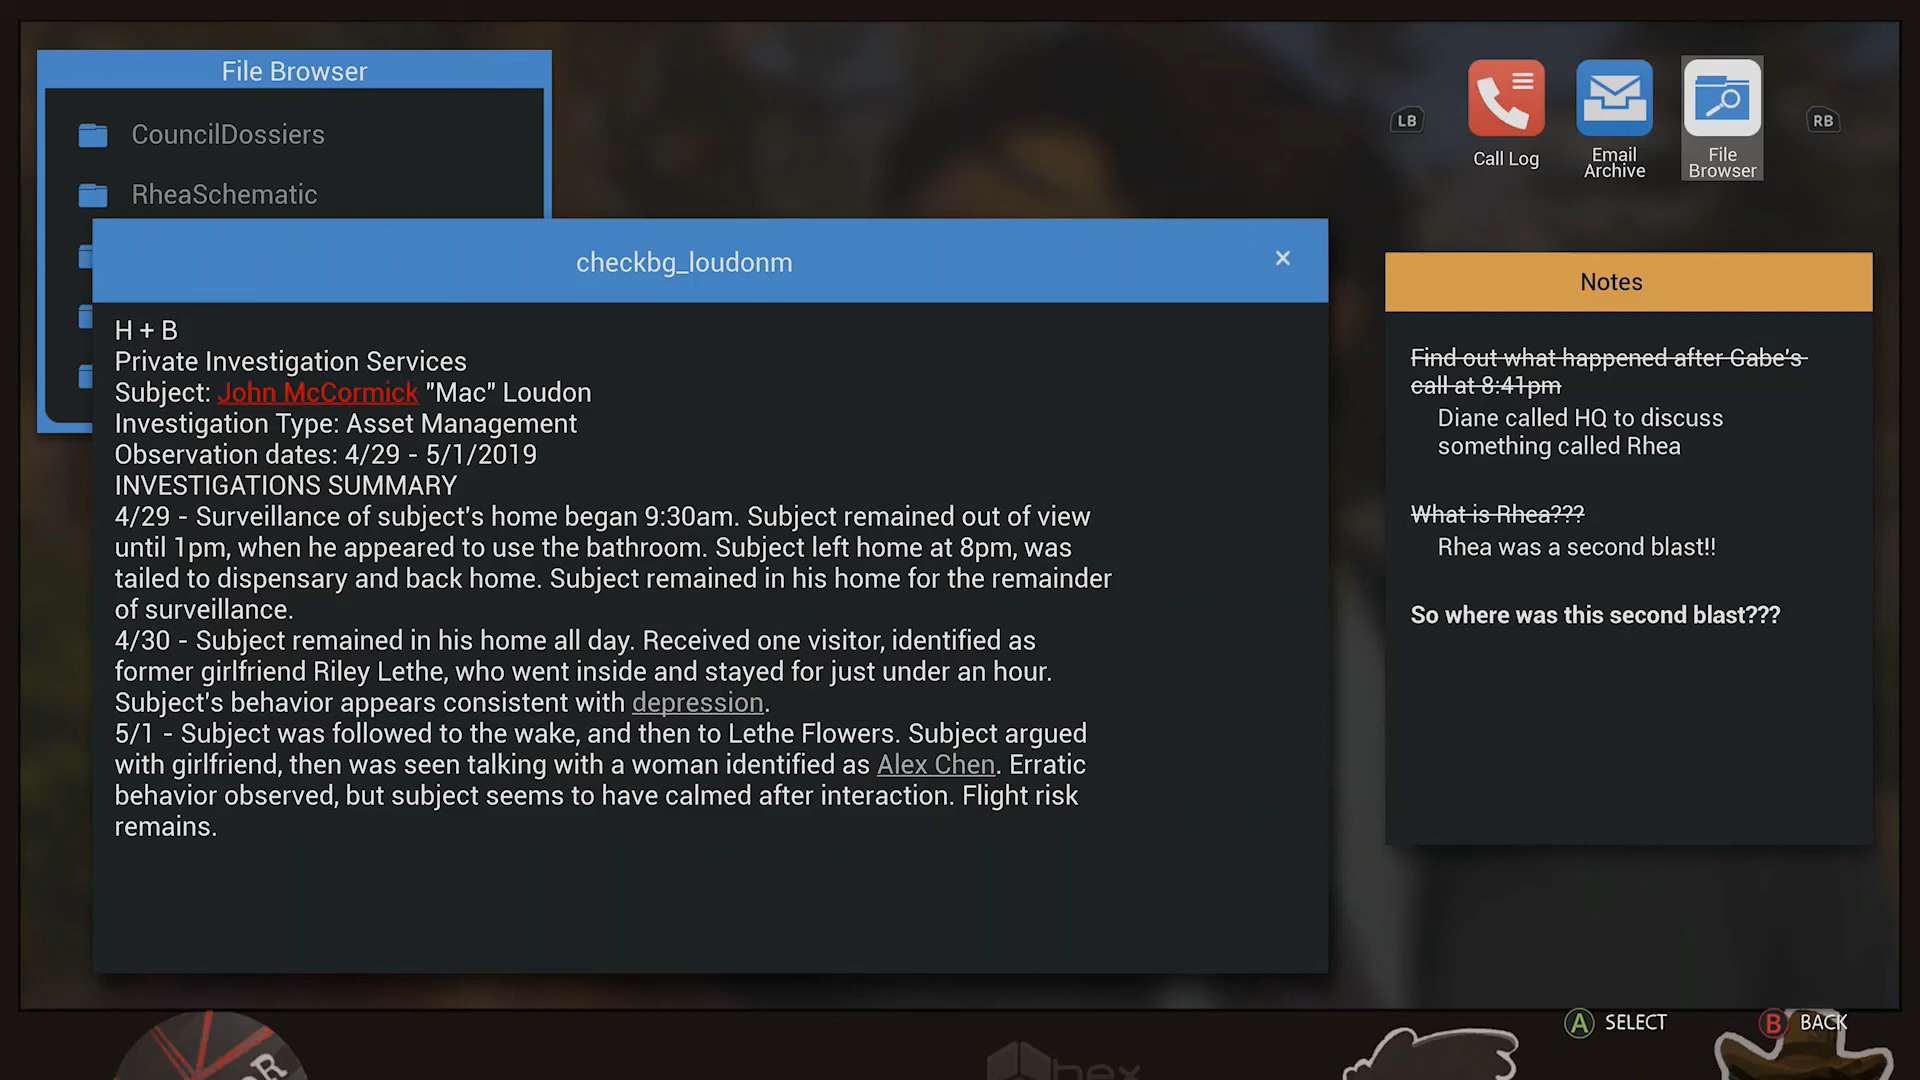 File Browser
CouncilDossiers
RheaSchematic
LB
Call Log
Email
Archive
File
Browser
RB
checkbg_loudonm
×
H + B
Private Investigation Services
Subject: John McCormick "Mac" Loudon
Investigation Type: Asset Management
Observation dates: 4/29 - 5/1/2019
INVESTIGATIONS SUMMARY
4/29 - Surveillance of subject's home began 9:30am. Subject remained out of view
until 1pm, when he appeared to use the bathroom. Subject left home at 8pm, was
tailed to dispensary and back home. Subject remained in his home for the remainder
of surveillance.
4/30 - Subject remained in his home all day. Received one visitor, identified as
former girlfriend Riley Lethe, who went inside and stayed for just under an hour.
Subject's behavior appears consistent with depression.
5/1 - Subject was followed to the wake, and then to Lethe Flowers. Subject argued
with girlfriend, then was seen talking with a woman identified as Alex Chen. Erratic
behavior observed, but subject seems to have calmed after interaction. Flight risk
remains.
Notes
Find out what happened after Gabe's
call at 8:41pm
Diane called HQ to discuss
something called Rhea
What is Rhea???
Rhea was a second blast!!
So where was this second blast???
A SELECT
B BACK
hex